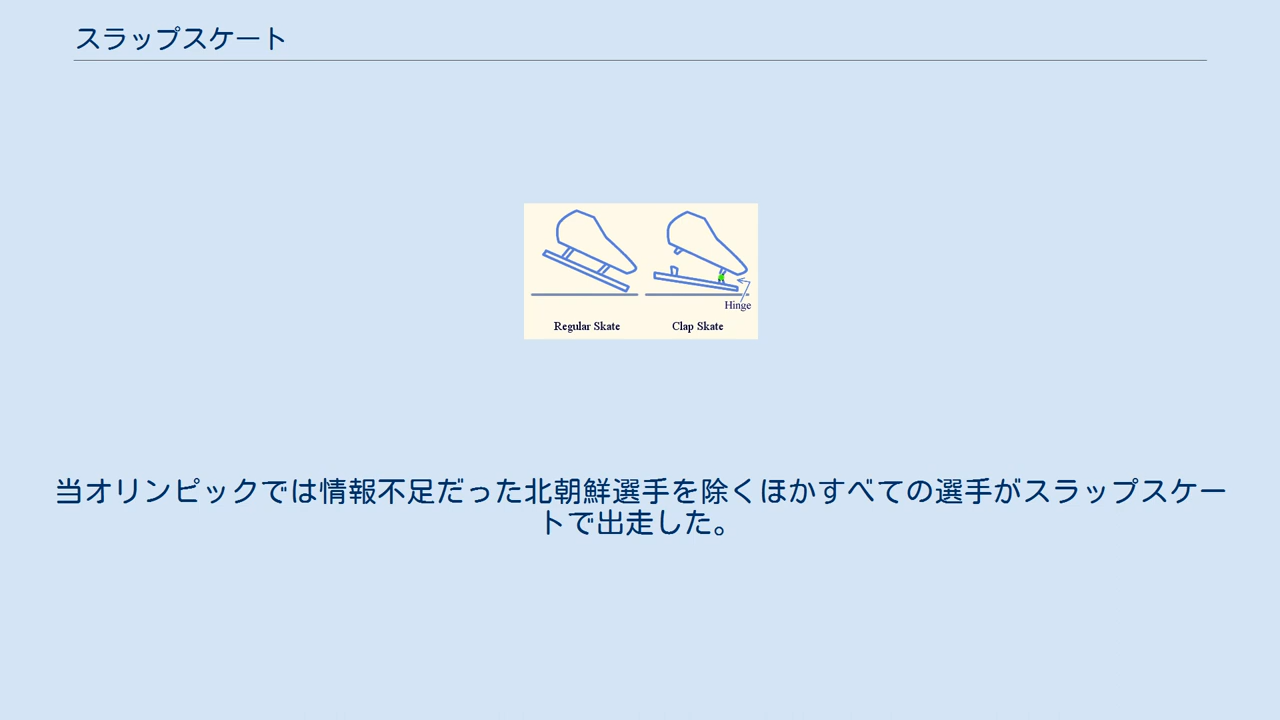 スラップスケート
Hinge
Regular Skate
Clap Skate
当オリンピックでは情報不足だった北朝鮮選手を除くほかすべての選手がスラップスケー
トで出走した。